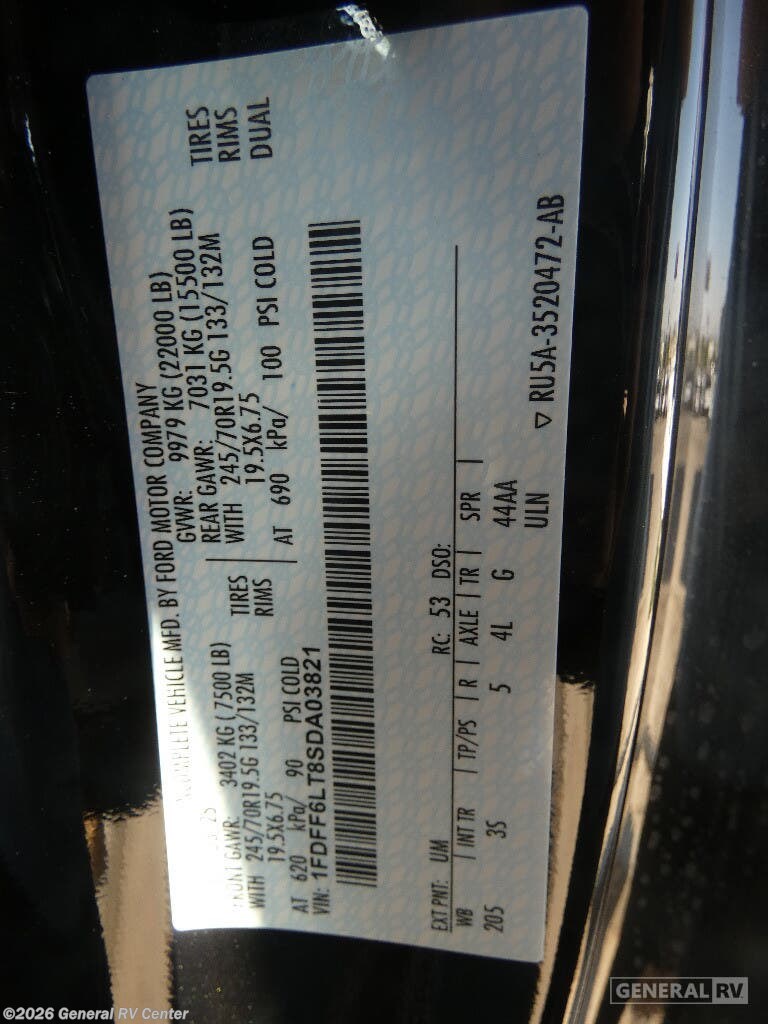 INCOMPLETE VEHICLE MFD. BY FORD MOTOR COMPANY
GVWR: 9979 KG (22000 LB)
FRONT GAWR: 3402 KG (7500 LB)
WITH 245/70R19.5G 133/132M TIRES
19.5X6.75 RIMS
AT 620 kPa/ 90 PSI COLD
REAR GAWR: 7031 KG (15500 LB)
WITH 245/70R19.5G 133/132M TIRES
19.5X6.75 RIMS
AT 690 kPa/ 100 PSI COLD DUAL
VIN: 1FDFF6LT8SDA03821
EXT PNT: UM RC: 53 DSO:
WB INT TR TP/PS R AXLE TR SPR
205 3S 5 4L G 44AA
ULN
▽ RU5A-3520472-AB
©2026 General RV Center
GENERAL RV